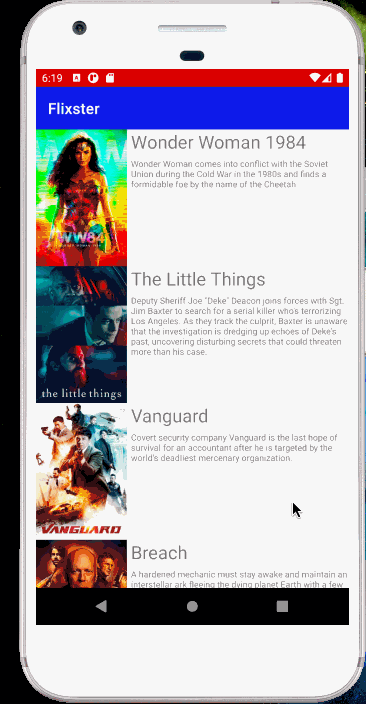 6:19
Flixster
Wonder Woman 1984
Wonder Woman comes into conflict with the Soviet
Union during the Cold War in the 1980s and finds a
formidable foe by the name of the Cheetah
WW84
The Little Things
Deputy Sheriff Joe "Deke" Deacon joins forces with Sgt.
Jim Baxter to search for a serial killer who's terrorizing
Los Angeles. As they track the culprit, Baxter is unaware
that the investigation is dredging up echoes of Deke's
past, uncovering disturbing secrets that could threaten
more than his case.
the little things
Vanguard
Covert security company Vanguard is the last hope of
survival for an accountant after he is targeted by the
world's deadliest mercenary organization.
VANGUARD
Breach
A hardened mechanic must stay awake and maintain an
interstellar ark fleeing the dying planet Earth with a few